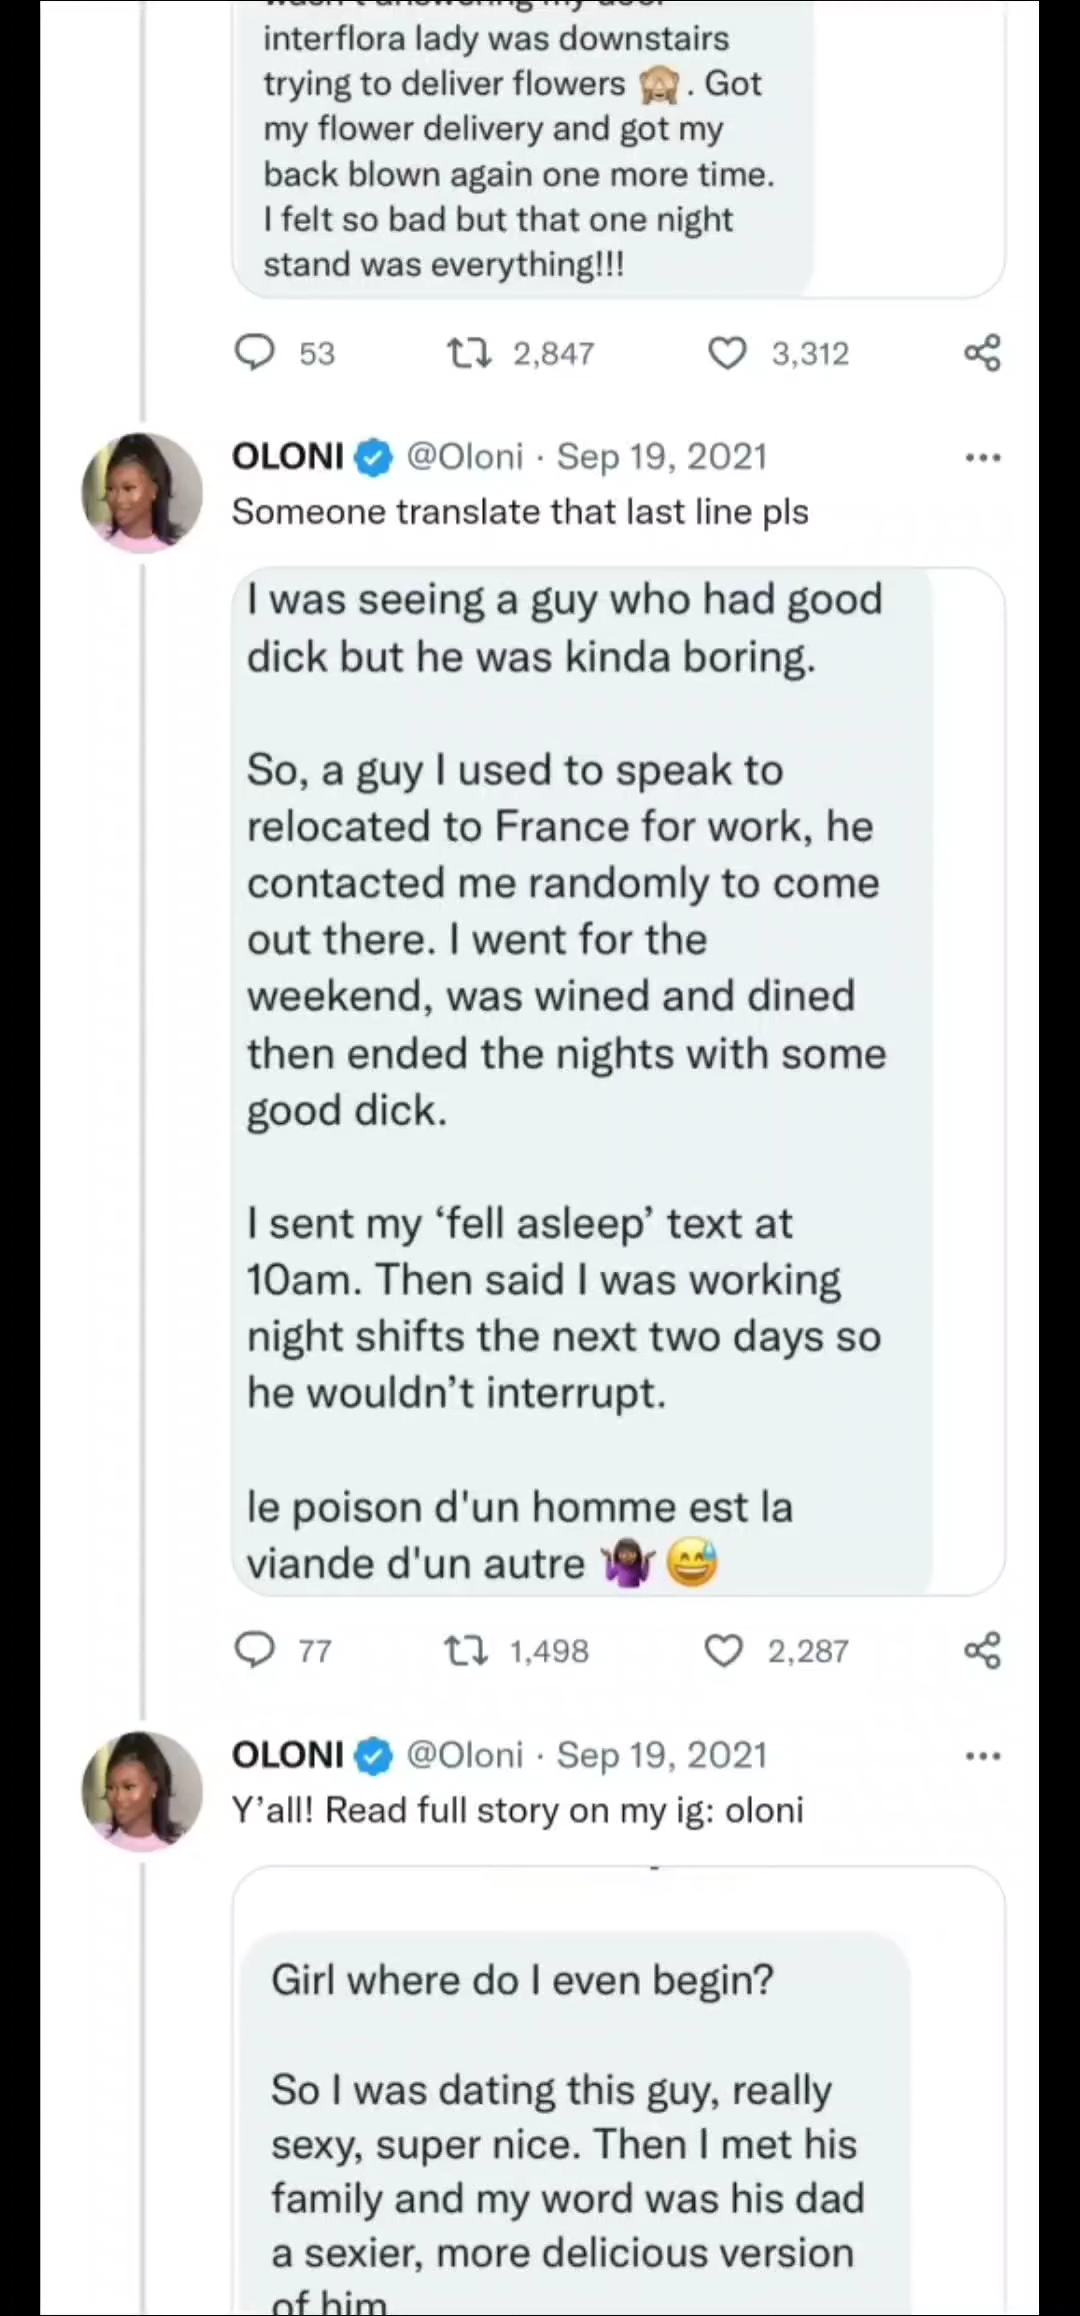 interflora lady was downstairs
trying to deliver flowers 🙈. Got
my flower delivery and got my
back blown again one more time.
I felt so bad but that one night
stand was everything!!!
53 2,847 3,312
OLONI @Oloni · Sep 19, 2021
Someone translate that last line pls
I was seeing a guy who had good
dick but he was kinda boring.
So, a guy I used to speak to
relocated to France for work, he
contacted me randomly to come
out there. I went for the
weekend, was wined and dined
then ended the nights with some
good dick.
I sent my ‘fell asleep’ text at
10am. Then said I was working
night shifts the next two days so
he wouldn’t interrupt.
le poison d'un homme est la
viande d'un autre 🤷🏾‍♀️ 😅
77 1,498 2,287
OLONI @Oloni · Sep 19, 2021
Y’all! Read full story on my ig: oloni
Girl where do I even begin?
So I was dating this guy, really
sexy, super nice. Then I met his
family and my word was his dad
a sexier, more delicious version
of him